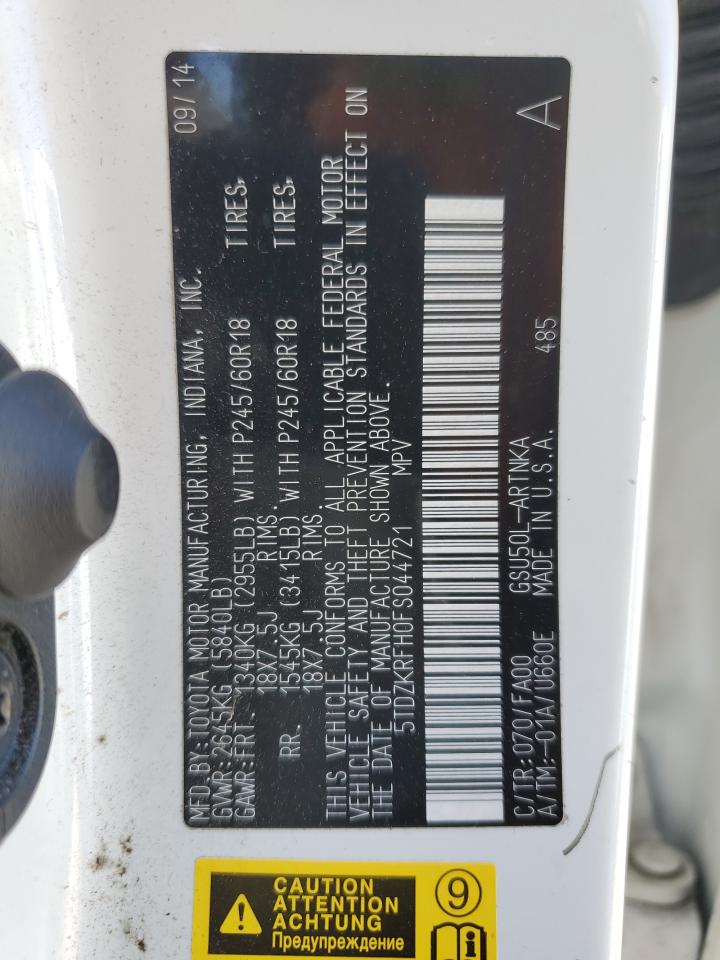 MFD.BY:TOYOTA MOTOR MANUFACTURING, INDIANA, INC. 09/14
GVWR:2645KG (5840LB)
GAWR:FRT. 1340KG (2955LB) WITH P245/60R18 TIRES,
18X7.5J RIMS.
RR. 1545KG (3415LB) WITH P245/60R18 TIRES,
18X7.5J RIMS.
THIS VEHICLE CONFORMS TO ALL APPLICABLE FEDERAL MOTOR
VEHICLE SAFETY AND THEFT PREVENTION STANDARDS IN EFFECT ON
THE DATE OF MANUFACTURE SHOWN ABOVE.
5TDZKRFH0FS044721 MPV
C/TR:070/FA00 GSU50L-ARTNKA
A/TM:-01A/U660E MADE IN U.S.A. 485 A
CAUTION
ATTENTION
ACHTUNG
Предупреждение
9